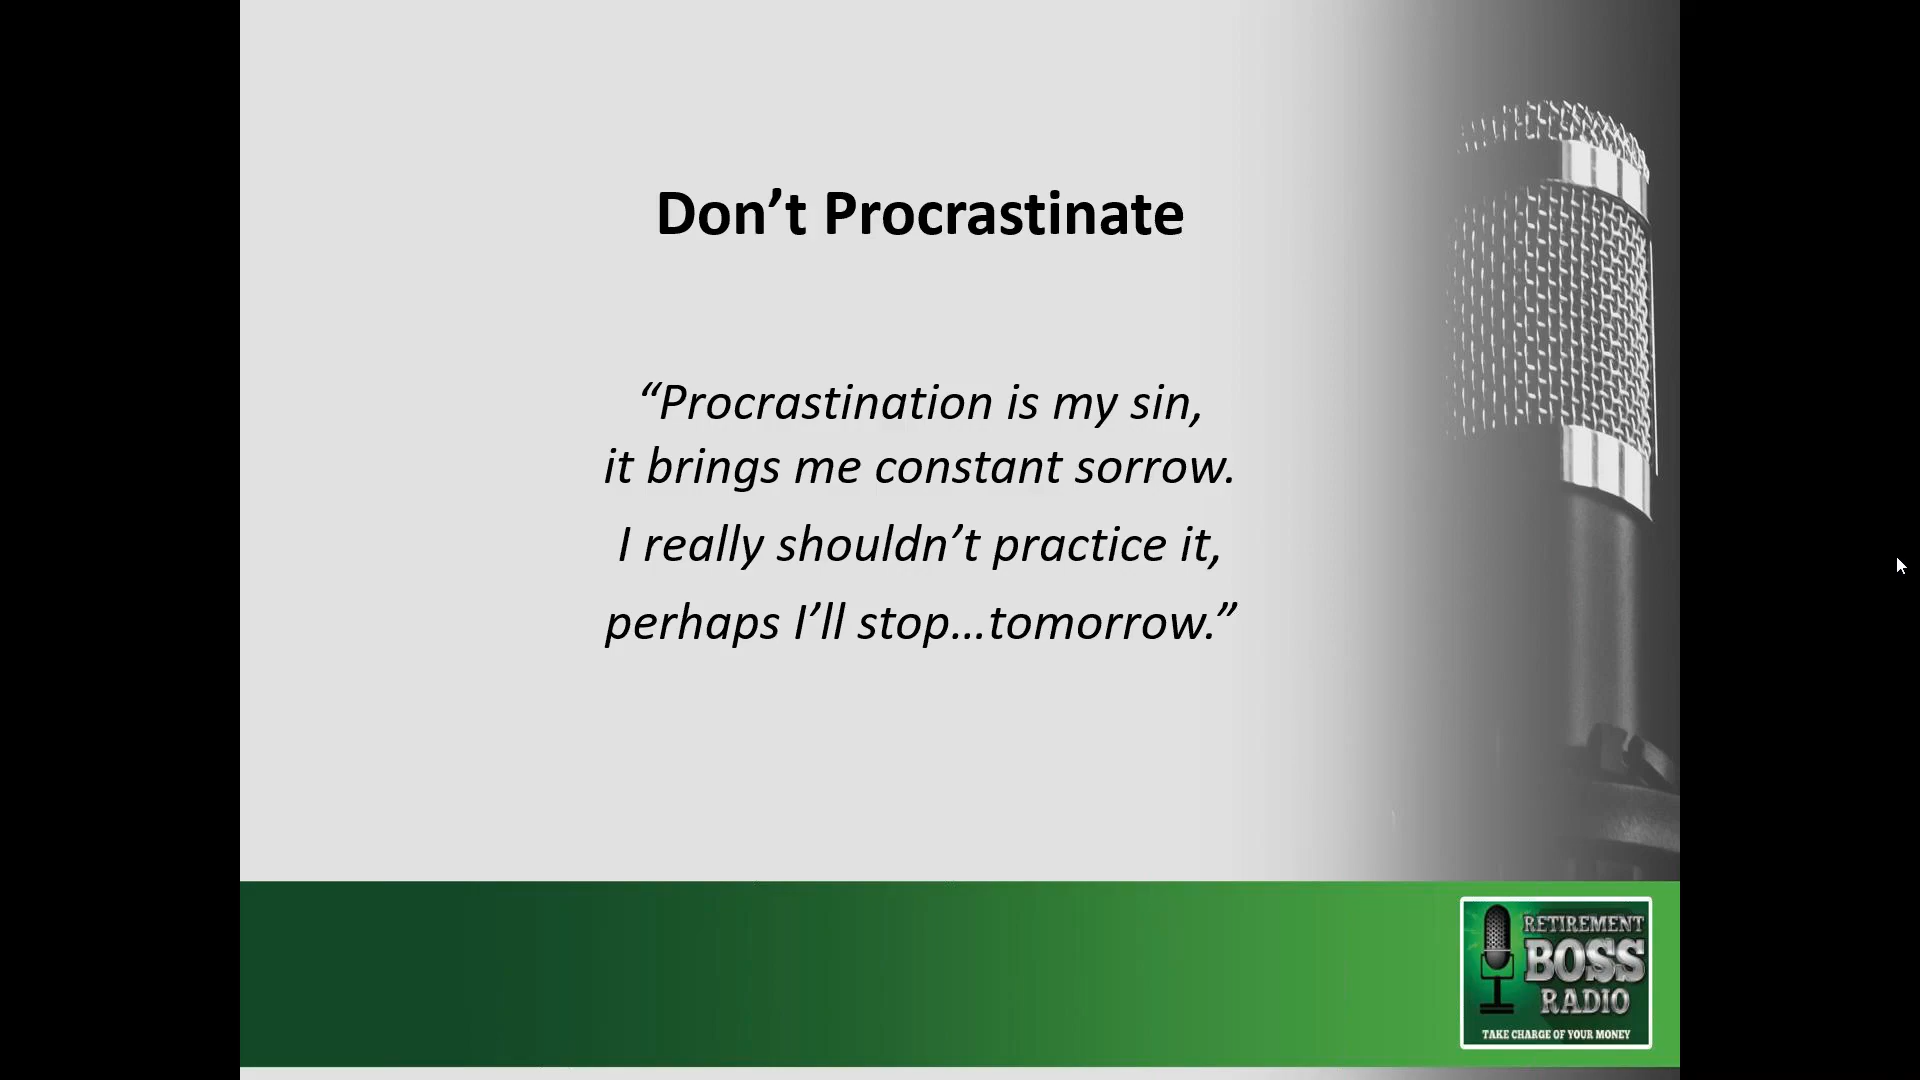 Don’t Procrastinate
“Procrastination is my sin,
it brings me constant sorrow.
I really shouldn’t practice it,
perhaps I’ll stop…tomorrow.”
RETIREMENT
BOSS
RADIO
TAKE CHARGE OF YOUR MONEY